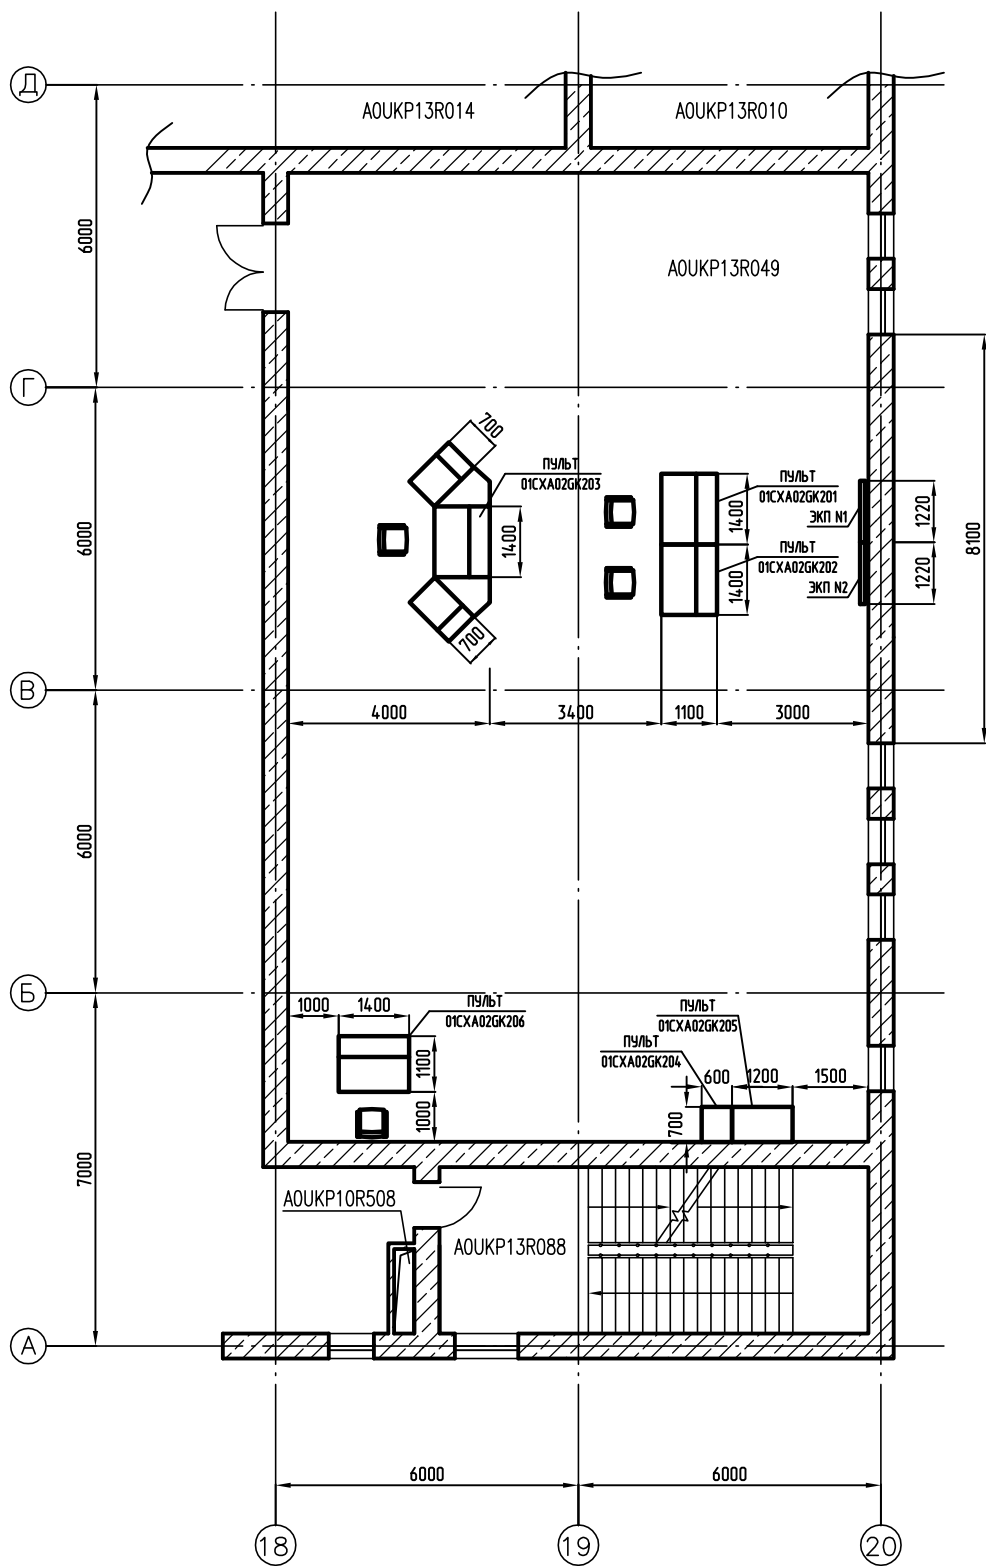 Д
A0UKP13R014
A0UKP13R010
6000
A0UKP13R049
Г
700
ПУЛЬТ
01CXA02GK203
ПУЛЬТ
01CXA02GK201
ЭКП N1
1400
1400
1220
6000
8100
ПУЛЬТ
01CXA02GK202
ЭКП N2
1400
1220
700
В
4000
3400
1100
3000
6000
Б
1000
1400
ПУЛЬТ
01CXA02GK206
ПУЛЬТ
01CXA02GK205
ПУЛЬТ
01CXA02GK204
1100
600
1200
1500
1000
700
7000
A0UKP10R508
A0UKP13R088
А
6000
6000
18
19
20